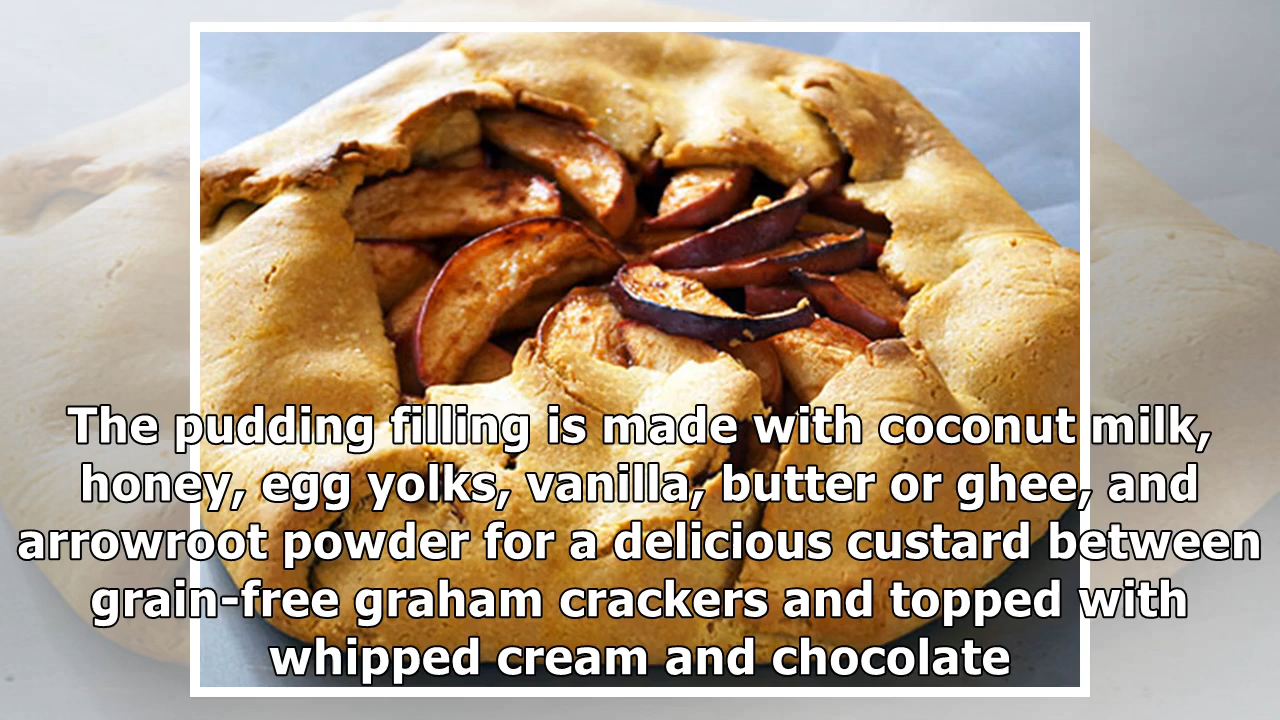 The pudding filling is made with coconut milk,
honey, egg yolks, vanilla, butter or ghee, and
arrowroot powder for a delicious custard between
grain-free graham crackers and topped with
whipped cream and chocolate